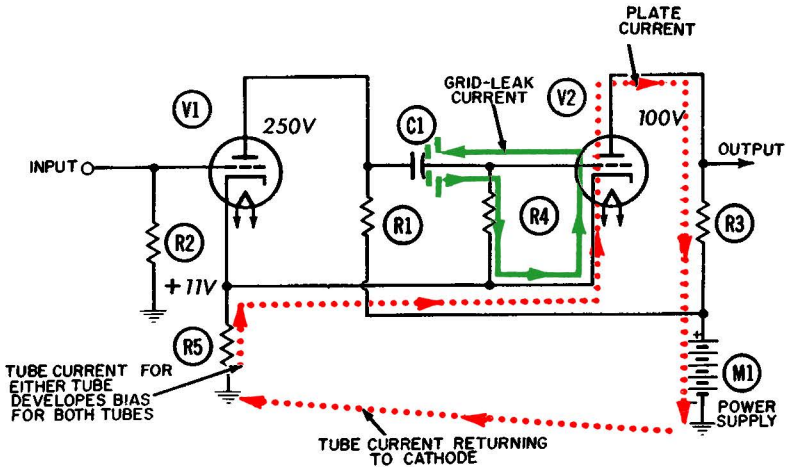 PLATE
CURRENT
GRID-LEAK
CURRENT
V1
V2
250V
C1
100V
INPUT
OUTPUT
R2
R1
R4
R3
+11V
R5
TUBE CURRENT FOR
EITHER TUBE
DEVELOPES BIAS
FOR BOTH TUBES
+
M1
-
POWER
SUPPLY
TUBE CURRENT RETURNING
TO CATHODE